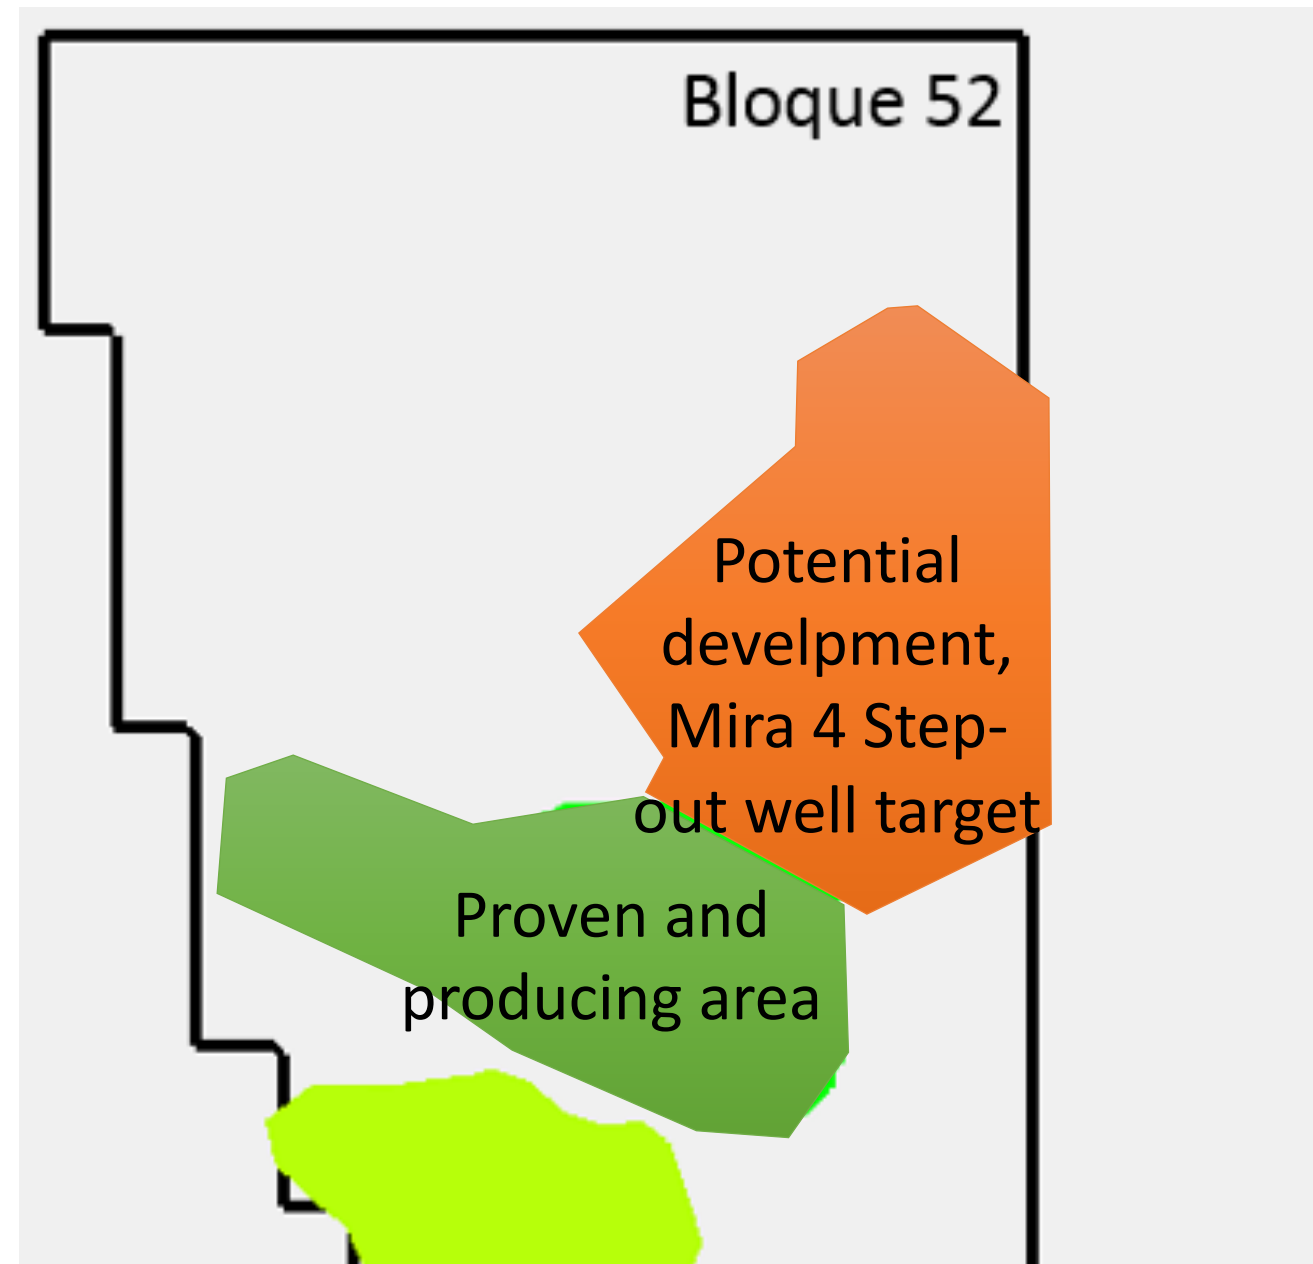 Bloque 52
Potential
develpment,
Mira 4 Step-
out well target
Proven and
producing area